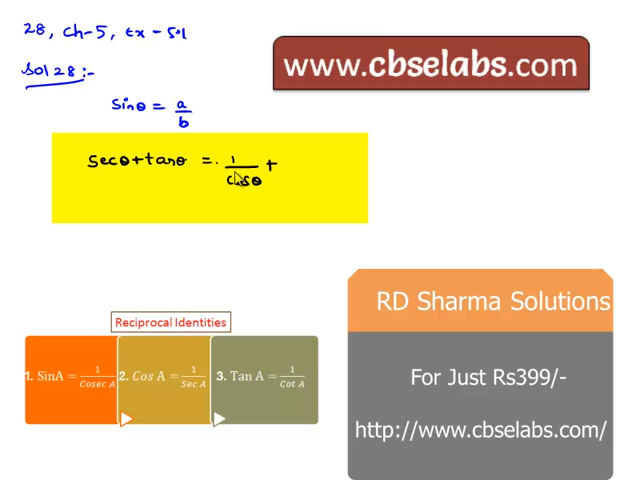 28, ch-5, Ex - 5.1
Sol 28 :-
www.cbselabs.com
sinθ = a/b
secθ + tanθ = 1/cosθ +
Reciprocal Identities
1. SinA = 1/Cosec A
2. Cos A = 1/Sec A
3. Tan A = 1/Cot A
RD Sharma Solutions
For Just Rs399/-
http://www.cbselabs.com/